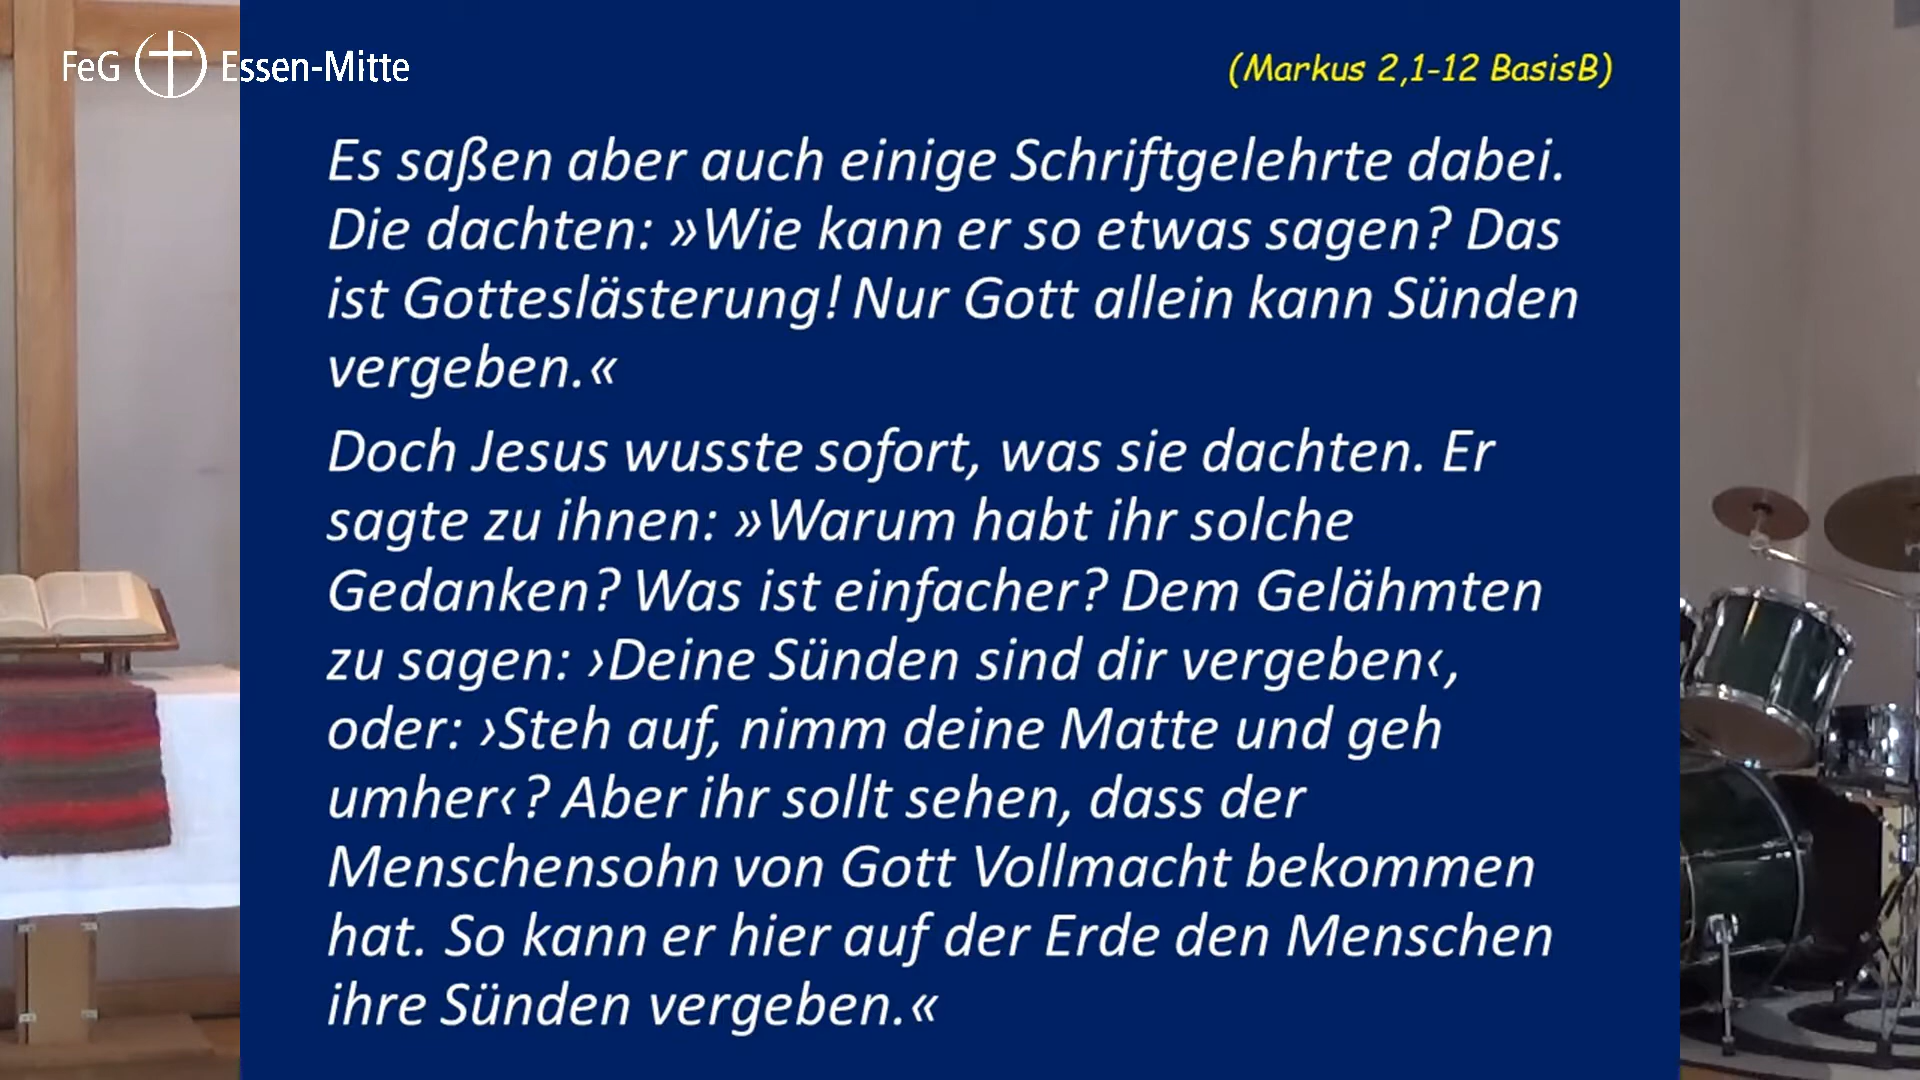 FeG Essen-Mitte
(Markus 2,1-12 BasisB)
Es saßen aber auch einige Schriftgelehrte dabei.
Die dachten: »Wie kann er so etwas sagen? Das
ist Gotteslästerung! Nur Gott allein kann Sünden
vergeben.«
Doch Jesus wusste sofort, was sie dachten. Er
sagte zu ihnen: »Warum habt ihr solche
Gedanken? Was ist einfacher? Dem Gelähmten
zu sagen: ›Deine Sünden sind dir vergeben‹,
oder: ›Steh auf, nimm deine Matte und geh
umher‹? Aber ihr sollt sehen, dass der
Menschensohn von Gott Vollmacht bekommen
hat. So kann er hier auf der Erde den Menschen
ihre Sünden vergeben.«